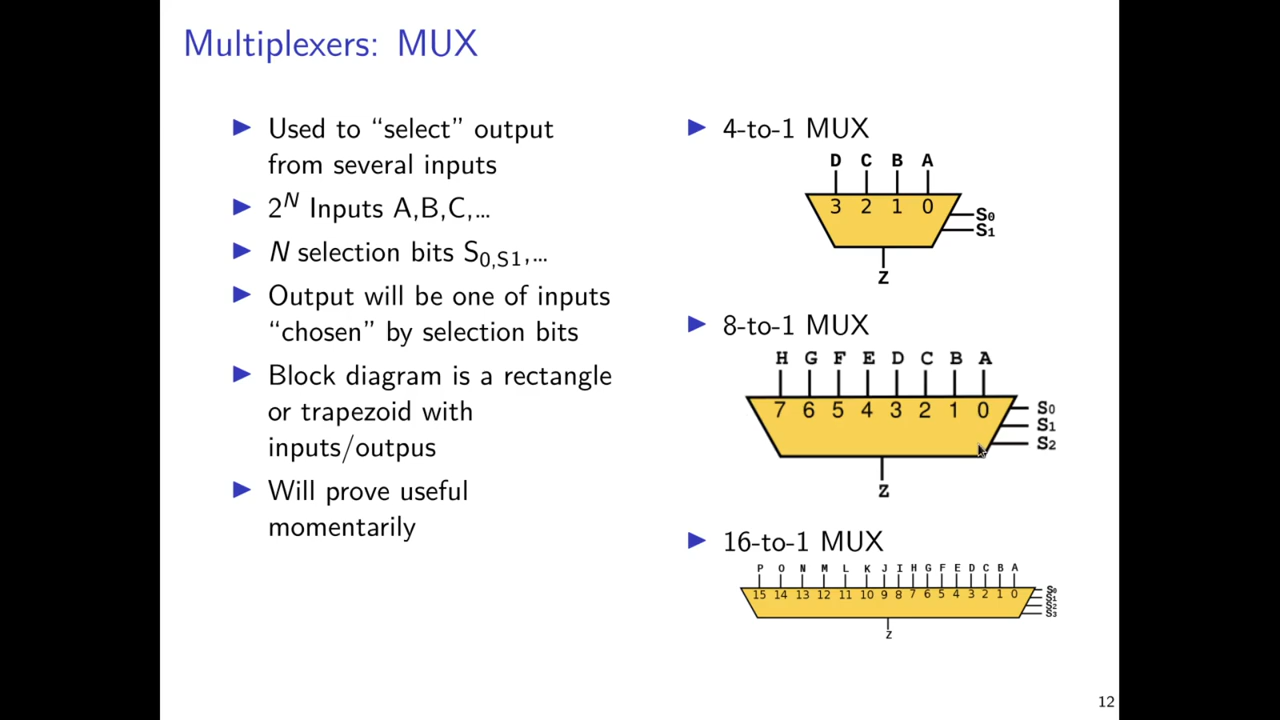 Multiplexers: MUX
▶ Used to “select” output
from several inputs
▶ 2^N Inputs A,B,C,...
▶ N selection bits S_0,S1,...
▶ Output will be one of inputs
“chosen” by selection bits
▶ Block diagram is a rectangle
or trapezoid with
inputs/outpus
▶ Will prove useful
momentarily
▶ 4-to-1 MUX
D C B A
3 2 1 0
S0
S1
Z
▶ 8-to-1 MUX
H G F E D C B A
7 6 5 4 3 2 1 0
S0
S1
S2
Z
▶ 16-to-1 MUX
P O N M L K J I H G F E D C B A
15 14 13 12 11 10 9 8 7 6 5 4 3 2 1 0
S0
S1
S2
S3
Z
12